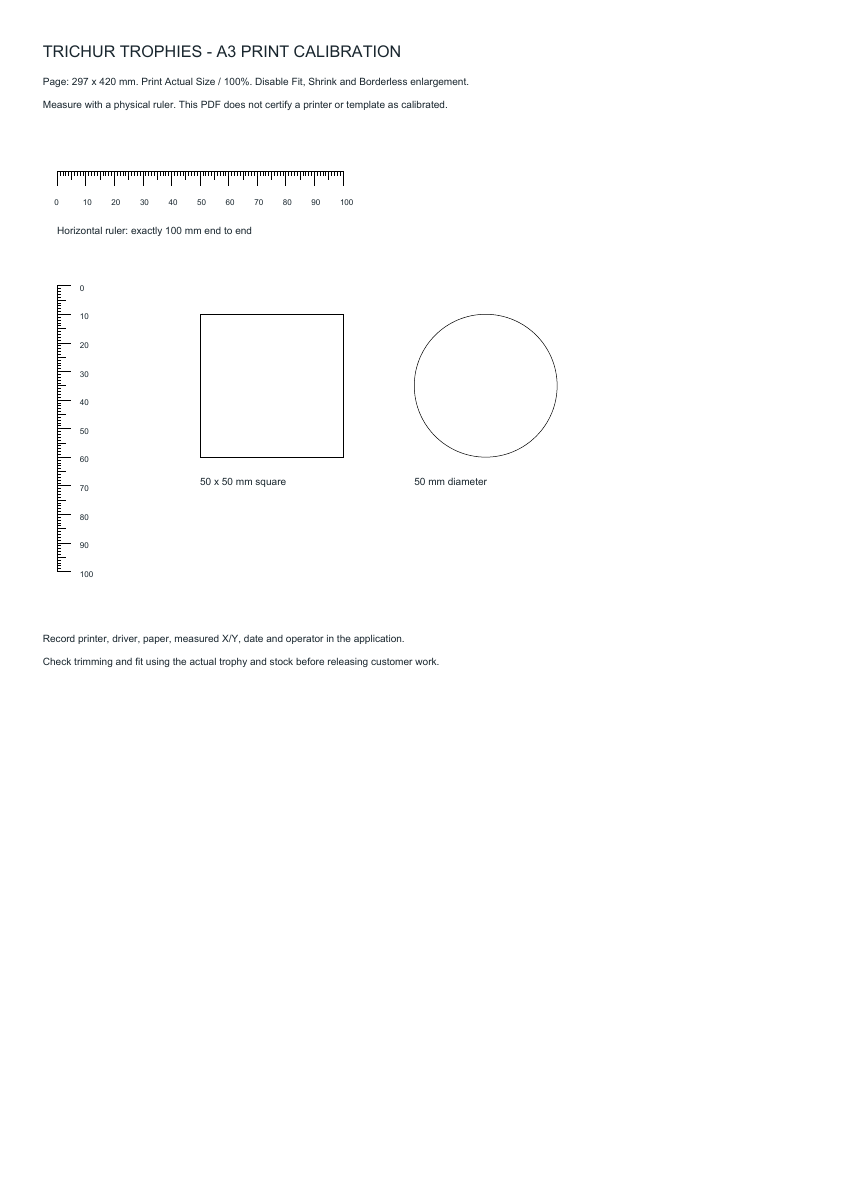 TRICHUR TROPHIES - A3 PRINT CALIBRATION
Page: 297 x 420 mm. Print Actual Size / 100%. Disable Fit, Shrink and Borderless enlargement.
Measure with a physical ruler. This PDF does not certify a printer or template as calibrated.
0 10 20 30 40 50 60 70 80 90 100
Horizontal ruler: exactly 100 mm end to end
0
10
20
30
40
50
60
70
80
90
100
50 x 50 mm square
50 mm diameter
Record printer, driver, paper, measured X/Y, date and operator in the application.
Check trimming and fit using the actual trophy and stock before releasing customer work.